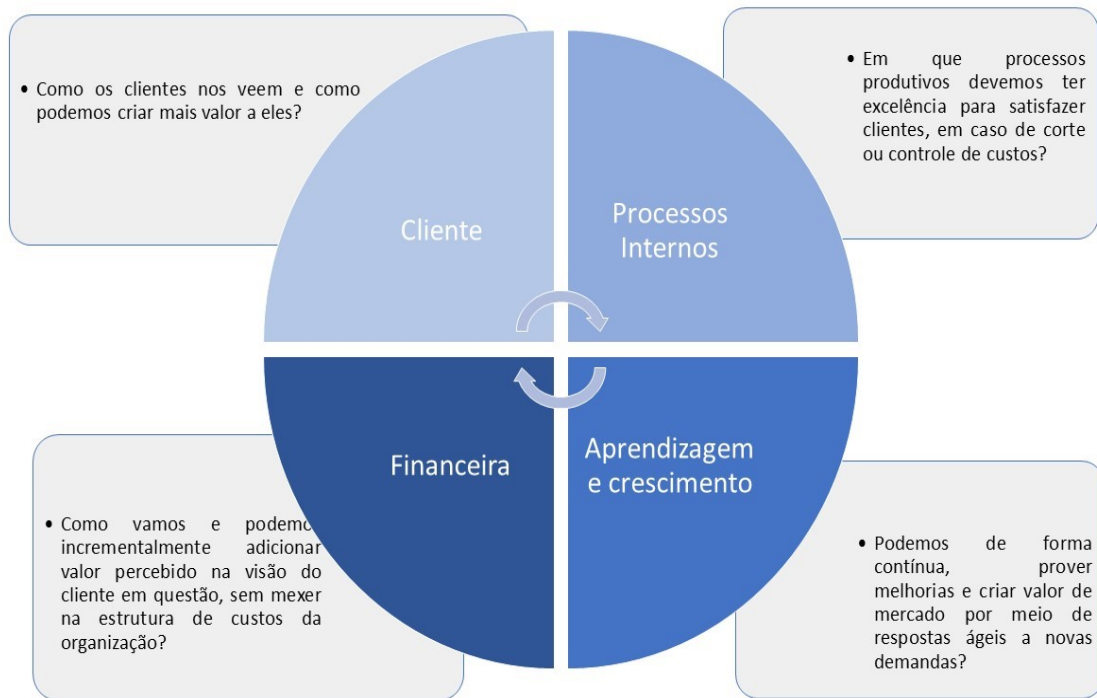 • Como os clientes nos veem e como
podemos criar mais valor a eles?
• Em que processos
produtivos devemos ter
excelência para satisfazer
clientes, em caso de corte
ou controle de custos?
Cliente
Processos
Internos
Financeira
Aprendizagem
e crescimento
• Como vamos e podemo
incrementalmente adicionar
valor percebido na visão do
cliente em questão, sem mexer
na estrutura de custos da
organização?
• Podemos de forma
contínua, prover
melhorias e criar valor de
mercado por meio de
respostas ágeis a novas
demandas?